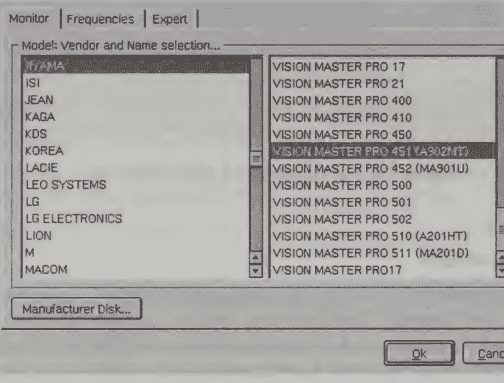 Monitor Frequencies Expert
Model: Vendor and Name selection...
IIYAMA
ISI
JEAN
KAGA
KDS
KOREA
LACIE
LEO SYSTEMS
LG
LG ELECTRONICS
LION
M
MACOM
VISION MASTER PRO 17
VISION MASTER PRO 21
VISION MASTER PRO 400
VISION MASTER PRO 410
VISION MASTER PRO 450
VISION MASTER PRO 451 (A902MT)
VISION MASTER PRO 452 (MA901U)
VISION MASTER PRO 500
VISION MASTER PRO 501
VISION MASTER PRO 502
VISION MASTER PRO 510 (A201HT)
VISION MASTER PRO 511 (MA201D)
VISION MASTER PRO17
Manufacturer Disk...
Ok Canc